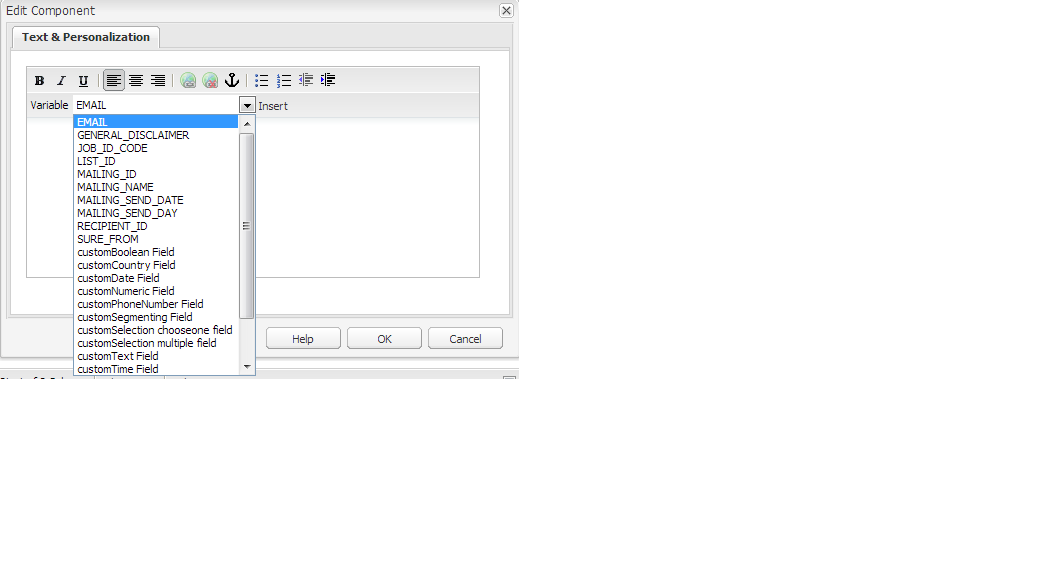 Edit Component
Text & Personalization
B I U
Variable EMAIL Insert
EMAIL
GENERAL_DISCLAIMER
JOB_ID_CODE
LIST_ID
MAILING_ID
MAILING_NAME
MAILING_SEND_DATE
MAILING_SEND_DAY
RECIPIENT_ID
SURE_FROM
customBoolean Field
customCountry Field
customDate Field
customNumeric Field
customPhoneNumber Field
customSegmenting Field
customSelection chooseone field
customSelection multiple field
customText Field
customTime Field
Help OK Cancel